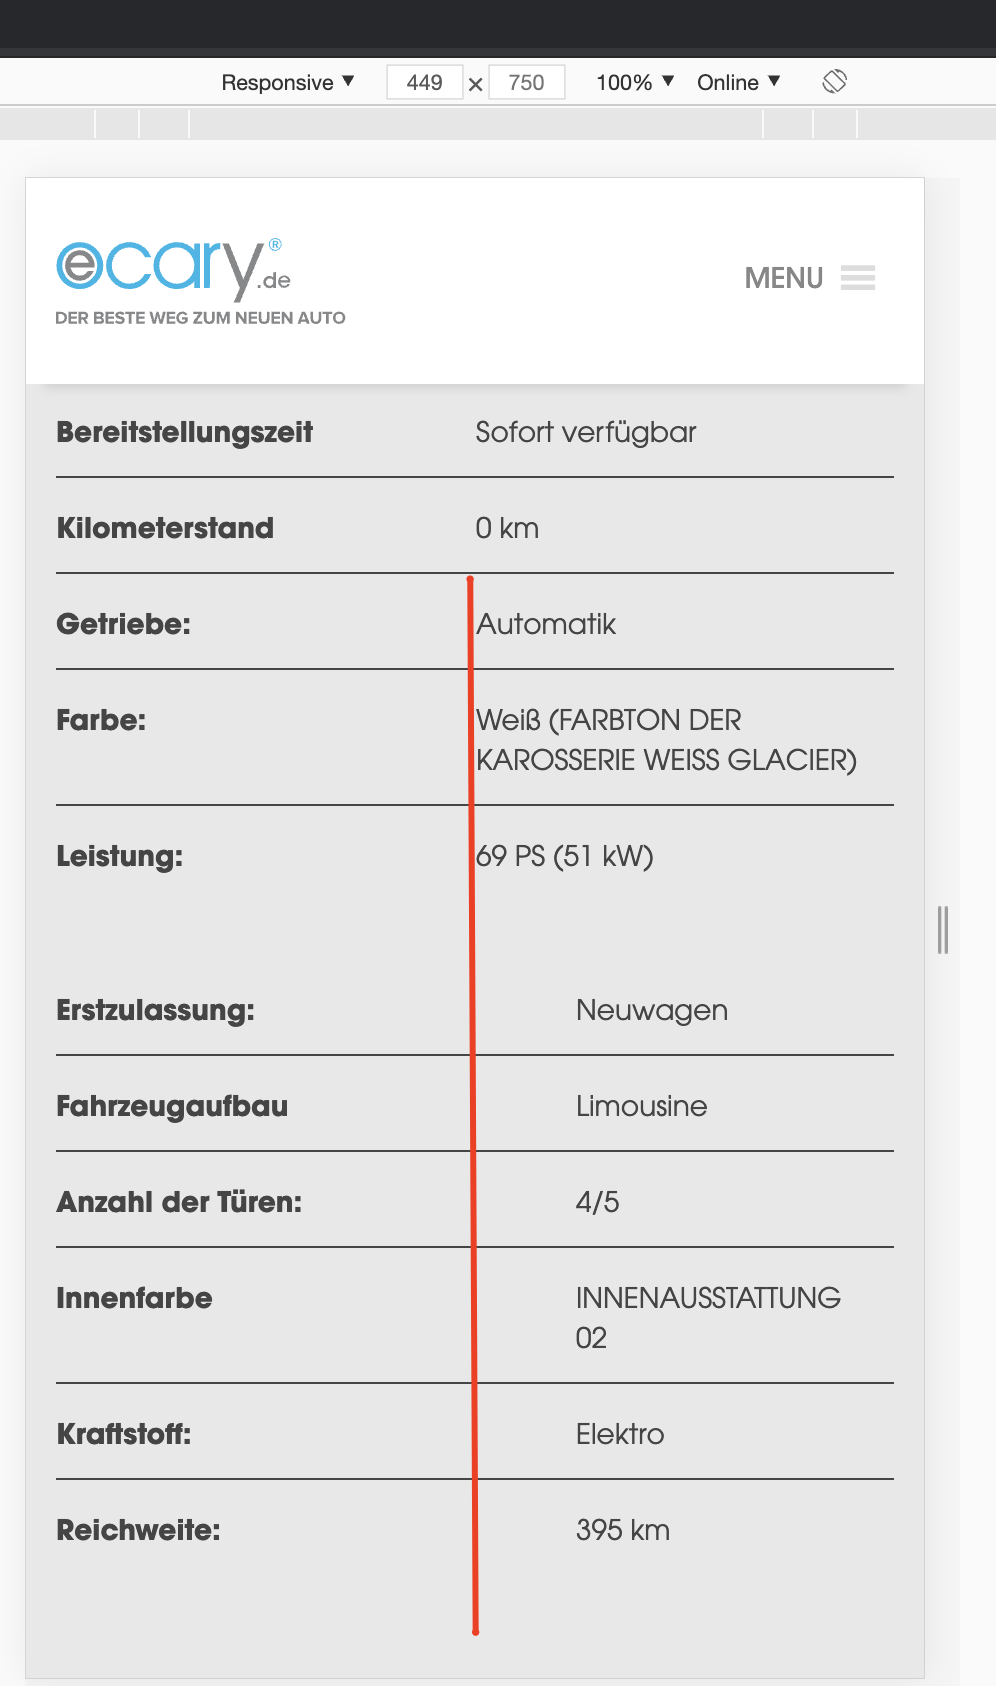 Responsive ▼ 449 × 750 100% ▼ Online ▼
ecary®.de
MENU
DER BESTE WEG ZUM NEUEN AUTO
Bereitstellungszeit Sofort verfügbar
Kilometerstand 0 km
Getriebe: Automatik
Farbe: Weiß (FARBTON DER
KAROSSERIE WEISS GLACIER)
Leistung: 69 PS (51 kW)
Erstzulassung: Neuwagen
Fahrzeugaufbau Limousine
Anzahl der Türen: 4/5
Innenfarbe INNENAUSSTATTUNG
02
Kraftstoff: Elektro
Reichweite: 395 km